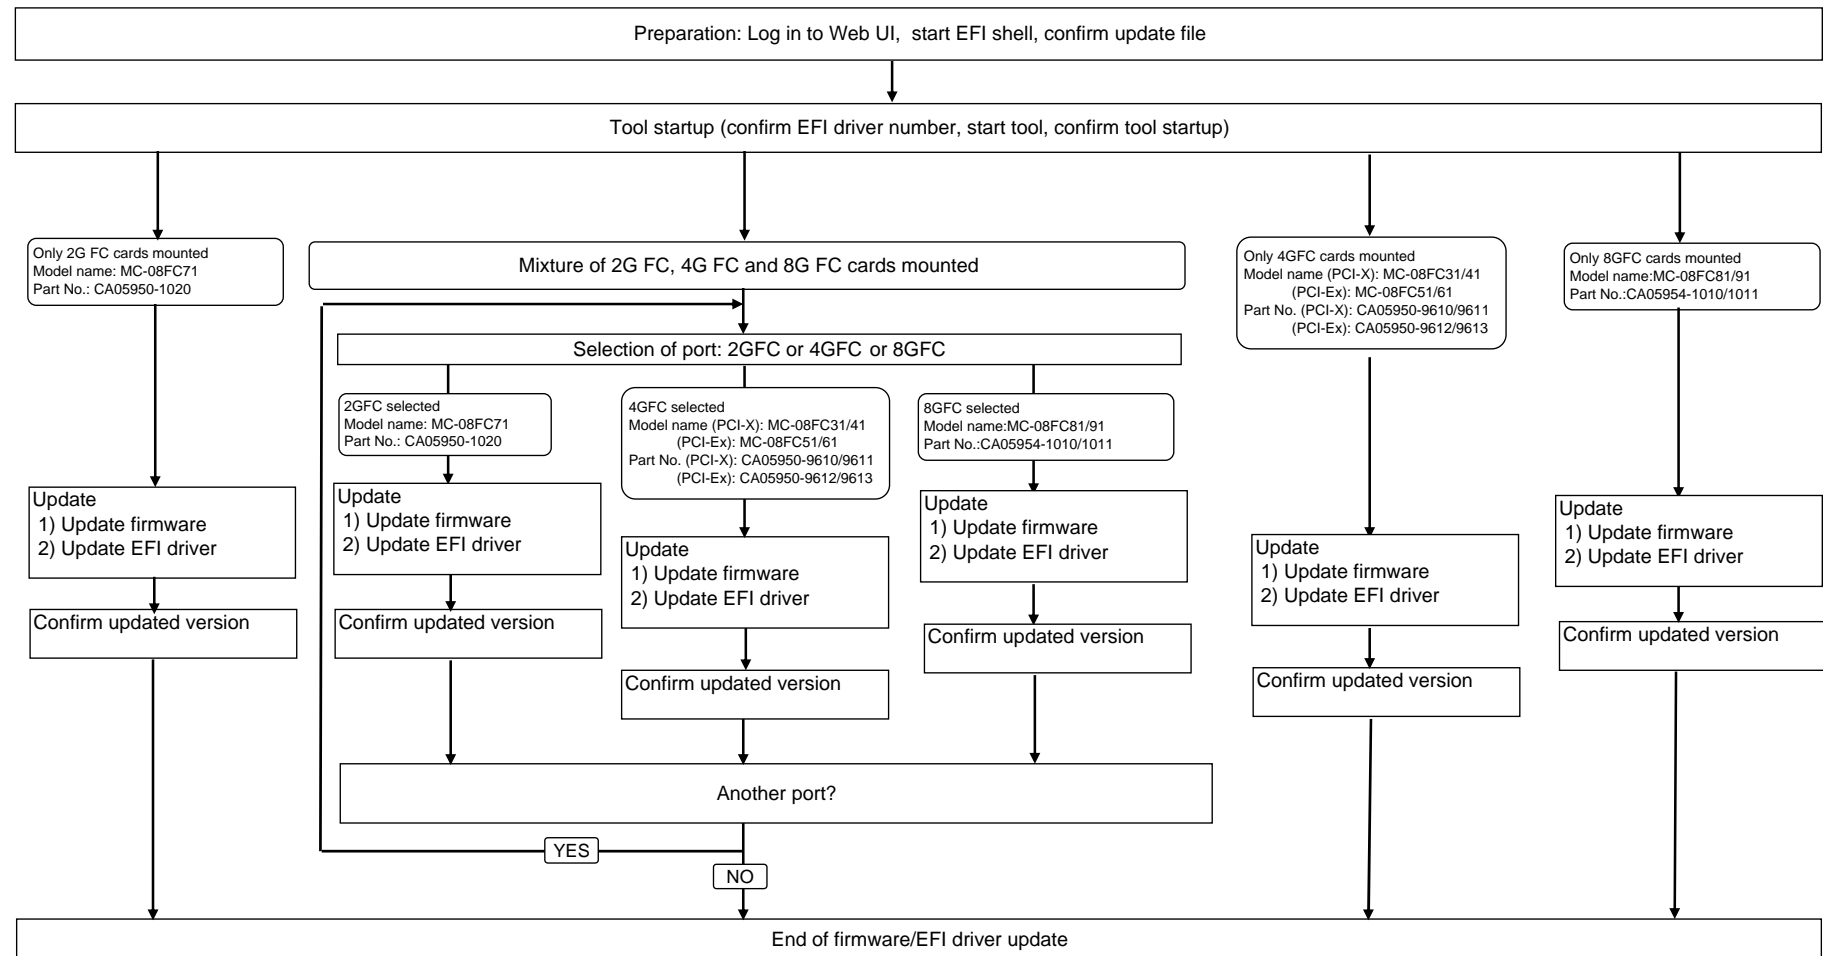 Preparation: Log in to Web UI,  start EFI shell, confirm update file
Tool startup (confirm EFI driver number, start tool, confirm tool startup)
Only 2G FC cards mounted
Model name: MC-08FC71
Part No.: CA05950-1020
Update
1) Update firmware
2) Update EFI driver
Confirm updated version
Mixture of 2G FC, 4G FC and 8G FC cards mounted
Selection of port: 2GFC or 4GFC or 8GFC
2GFC selected
Model name: MC-08FC71
Part No.: CA05950-1020
Update
1) Update firmware
2) Update EFI driver
Confirm updated version
4GFC selected
Model name (PCI-X): MC-08FC31/41
(PCI-Ex): MC-08FC51/61
Part No. (PCI-X): CA05950-9610/9611
(PCI-Ex): CA05950-9612/9613
Update
1) Update firmware
2) Update EFI driver
Confirm updated version
8GFC selected
Model name:MC-08FC81/91
Part No.:CA05954-1010/1011
Update
1) Update firmware
2) Update EFI driver
Confirm updated version
Another port?
YES
NO
Only 4GFC cards mounted
Model name (PCI-X): MC-08FC31/41
(PCI-Ex): MC-08FC51/61
Part No. (PCI-X): CA05950-9610/9611
(PCI-Ex): CA05950-9612/9613
Update
1) Update firmware
2) Update EFI driver
Confirm updated version
Only 8GFC cards mounted
Model name:MC-08FC81/91
Part No.:CA05954-1010/1011
Update
1) Update firmware
2) Update EFI driver
Confirm updated version
End of firmware/EFI driver update